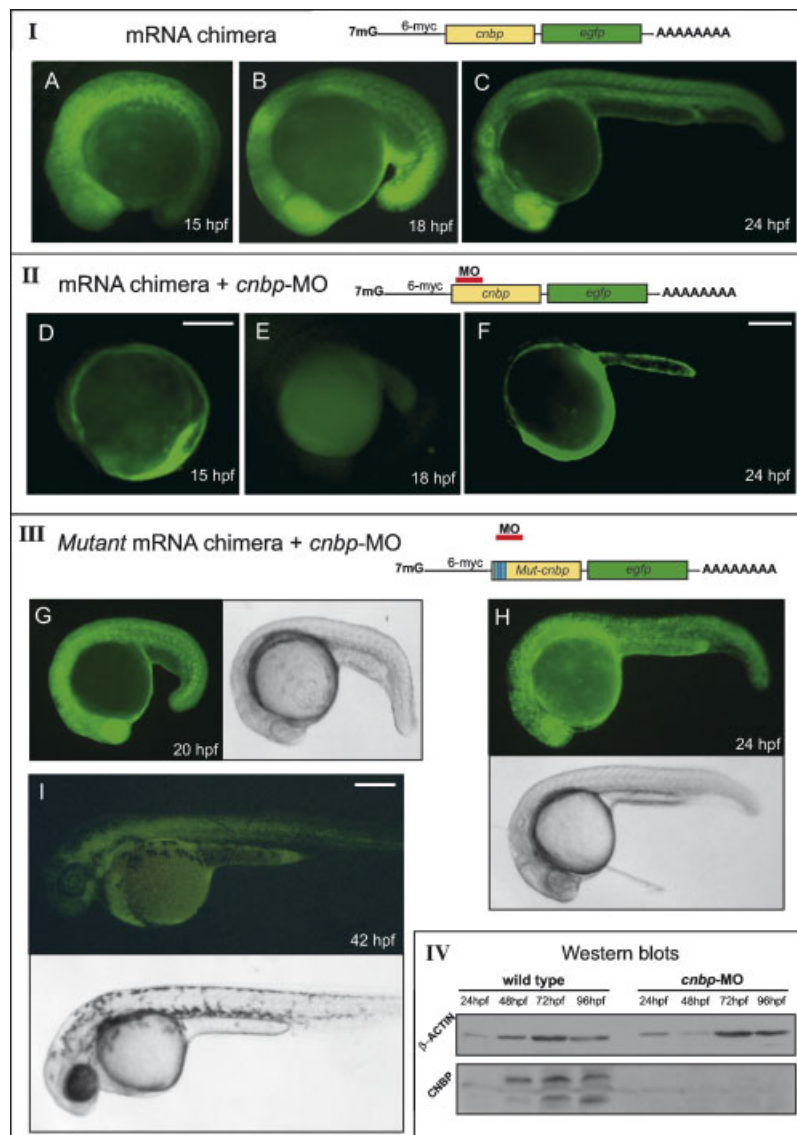 I
mRNA chimera
7mG 6-myc cnbp egfp AAAAAAAA
A
B
C
15 hpf
18 hpf
24 hpf
II
mRNA chimera + cnbp-MO
MO
7mG 6-myc cnbp egfp AAAAAAAA
D
E
F
15 hpf
18 hpf
24 hpf
III
Mutant mRNA chimera + cnbp-MO
MO
7mG 6-myc Mut-cnbp egfp AAAAAAAA
G
H
20 hpf
24 hpf
I
42 hpf
IV
Western blots
wild type cnbp-MO
24hpf 48hpf 72hpf 96hpf 24hpf 48hpf 72hpf 96hpf
β-ACTIN
CNBP